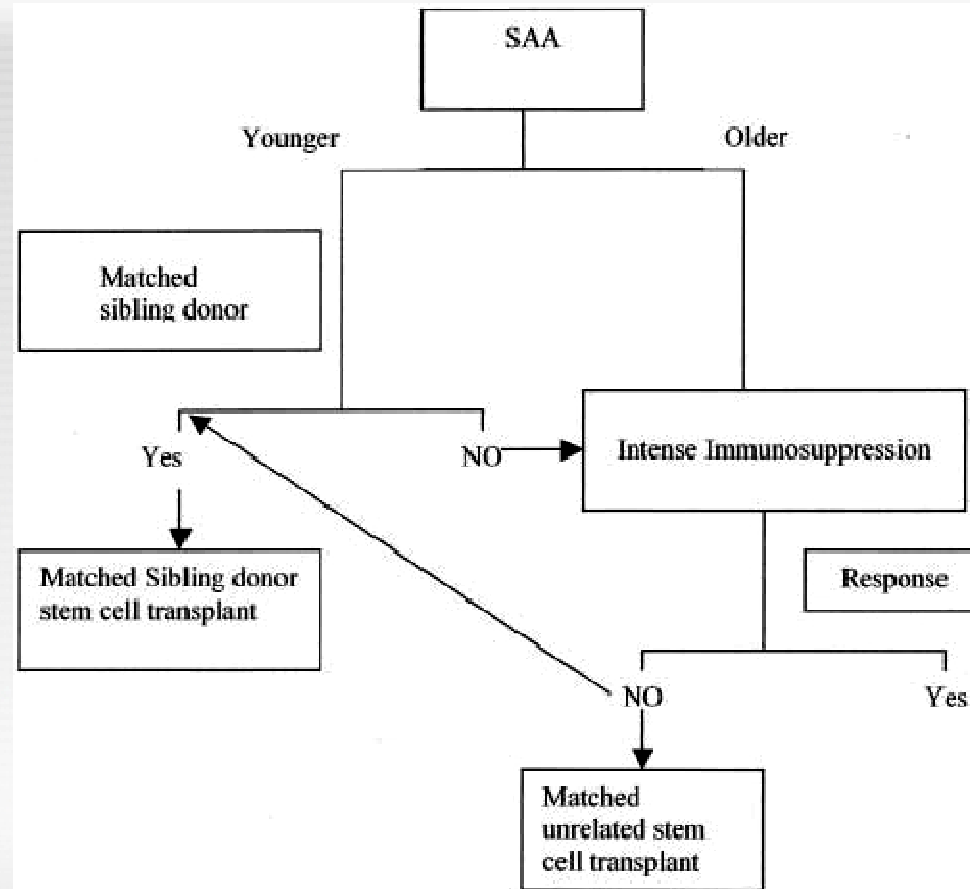 SAA
Younger
Older
Matched
sibling donor
Yes
NO
Intense Immunosuppression
Matched Sibling donor
stem cell transplant
Response
NO
Yes
Matched
unrelated stem
cell transplant